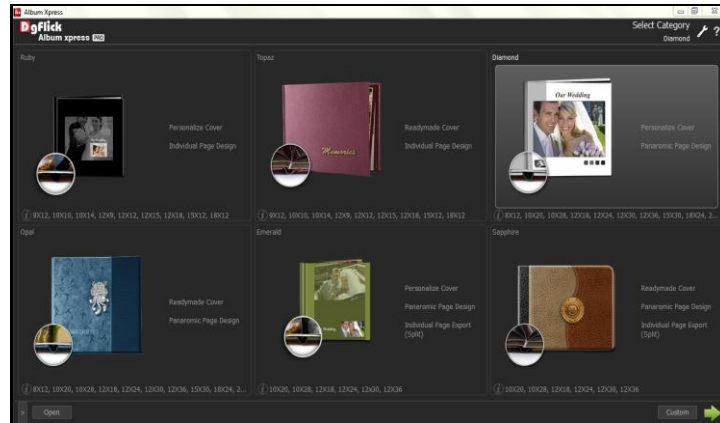 Album Xpress
DgFlick
Album xpress PRO
Select Category
Diamond
?
Ruby
Personalize Cover
Individual Page Design
9X12, 10X10, 10X14, 12X9, 12X12, 12X15, 12X18, 15X12, 18X12
Topaz
Memories
Readymade Cover
Individual Page Design
9X12, 10X10, 10X14, 12X9, 12X12, 12X15, 12X18, 15X12, 18X12
Diamond
Our Wedding
Personalize Cover
Panaromic Page Design
8X12, 10X20, 10X28, 12X18, 12X24, 12X30, 12X36, 15X30, 18X24, 2...
Opal
Readymade Cover
Panaromic Page Design
8X12, 10X20, 10X28, 12X18, 12X24, 12X30, 12X36, 15X30, 18X24, 2...
Emerald
Wedding
Personalize Cover
Panaromic Page Design
Individual Page Export
(Split)
10X20, 10X28, 12X18, 12X24, 12x30, 12X36
Sapphire
Readymade Cover
Panaromic Page Design
Individual Page Export
(Split)
10X20, 10X28, 12X18, 12X24, 12X30, 12X36
>
Open
Custom